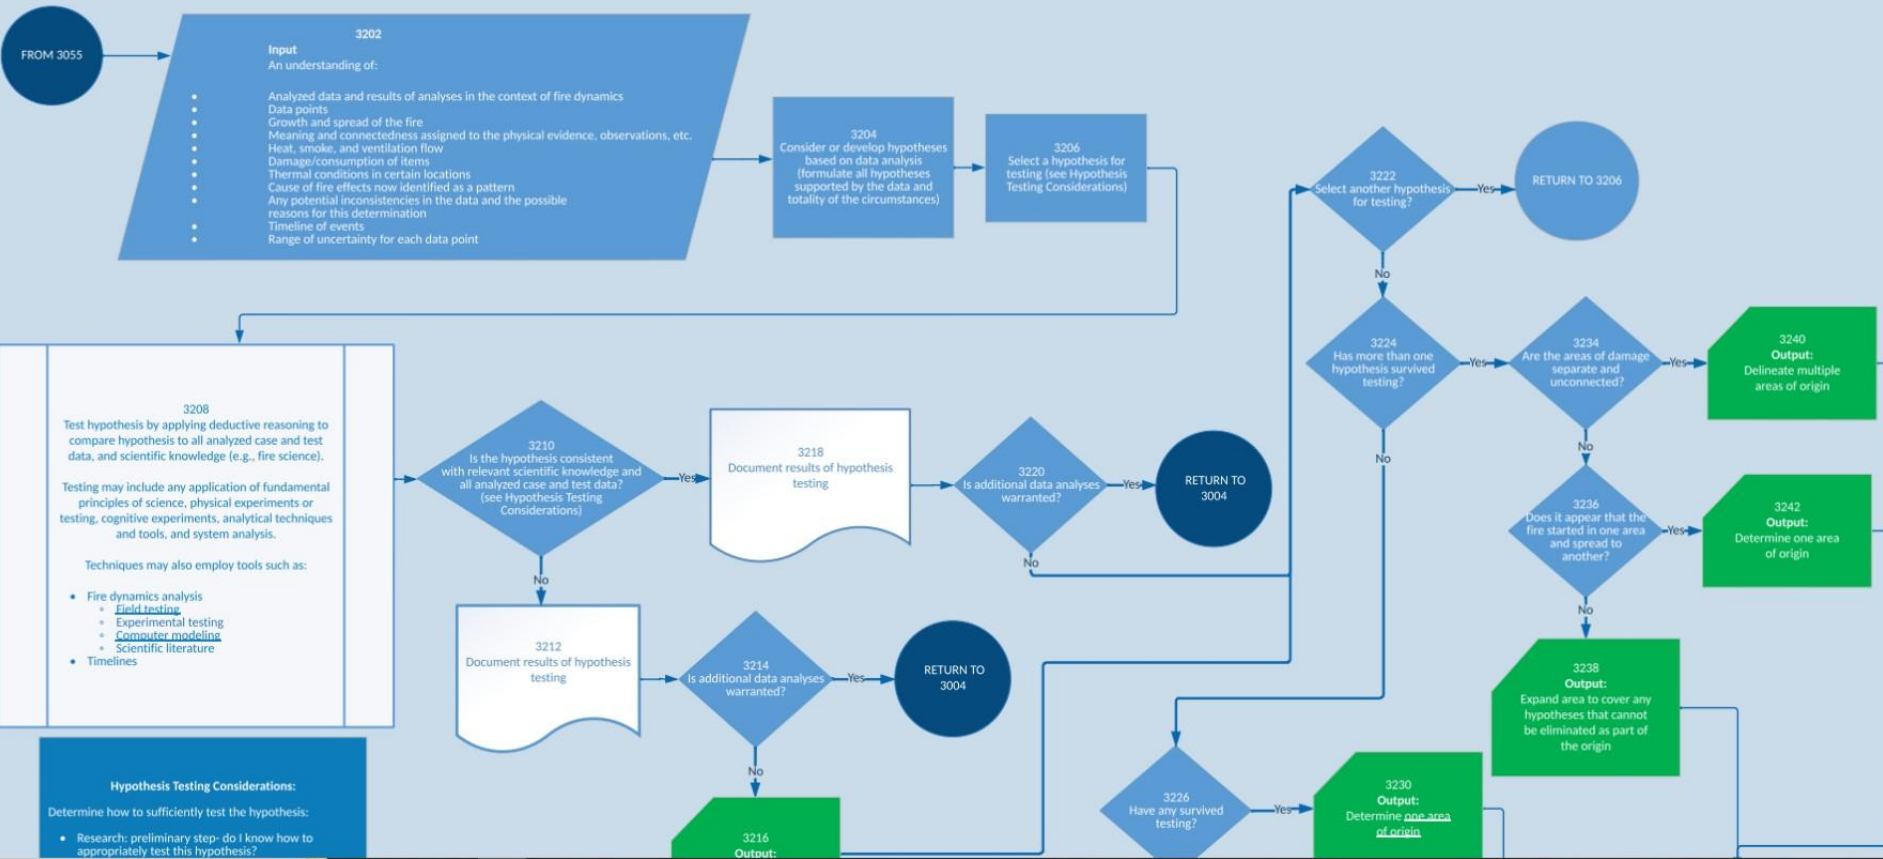 FROM 3055
3202
Input
An understanding of:
Analyzed data and results of analyses in the context of fire dynamics
Data points
Growth and spread of the fire
Meaning and connectedness assigned to the physical evidence, observations, etc.
Heat, smoke, and ventilation flow
Damage/consumption of items
Thermal conditions in certain locations
Cause of fire effects now identified as a pattern
Any potential inconsistencies in the data and the possible
reasons for this determination
Timeline of events
Range of uncertainty for each data point
3204
Consider or develop hypotheses
based on data analysis
(formulate all hypotheses
supported by the data and
totality of the circumstances)
3206
Select a hypothesis for
testing (see Hypothesis
Testing Considerations)
3222
Select another hypothesis
for testing?
Yes
RETURN TO 3206
No
3224
Has more than one
hypothesis survived
testing?
Yes
3234
Are the areas of damage
separate and
unconnected?
Yes
3240
Output:
Delineate multiple
areas of origin
No
No
3208
Test hypothesis by applying deductive reasoning to
compare hypothesis to all analyzed case and test
data, and scientific knowledge (e.g., fire science).
Testing may include any application of fundamental
principles of science, physical experiments or
testing, cognitive experiments, analytical techniques
and tools, and system analysis.
Techniques may also employ tools such as:
Fire dynamics analysis
Field testing
Experimental testing
Computer modeling
Scientific literature
Timelines
3210
Is the hypothesis consistent
with relevant scientific knowledge and
all analyzed case and test data?
(see Hypothesis Testing
Considerations)
Yes
3218
Document results of hypothesis
testing
3220
Is additional data analyses
warranted?
Yes
RETURN TO
3004
No
3236
Does it appear that the
fire started in one area
and spread to
another?
Yes
3242
Output:
Determine one area
of origin
No
No
3212
Document results of hypothesis
testing
3214
Is additional data analyses
warranted?
Yes
RETURN TO
3004
No
3238
Output:
Expand area to cover any
hypotheses that cannot
be eliminated as part of
the origin
3226
Have any survived
testing?
Yes
3230
Output:
Determine one area
of origin
3216
Output:
Hypothesis Testing Considerations:
Determine how to sufficiently test the hypothesis:
Research: preliminary step- do I know how to
appropriately test this hypothesis?